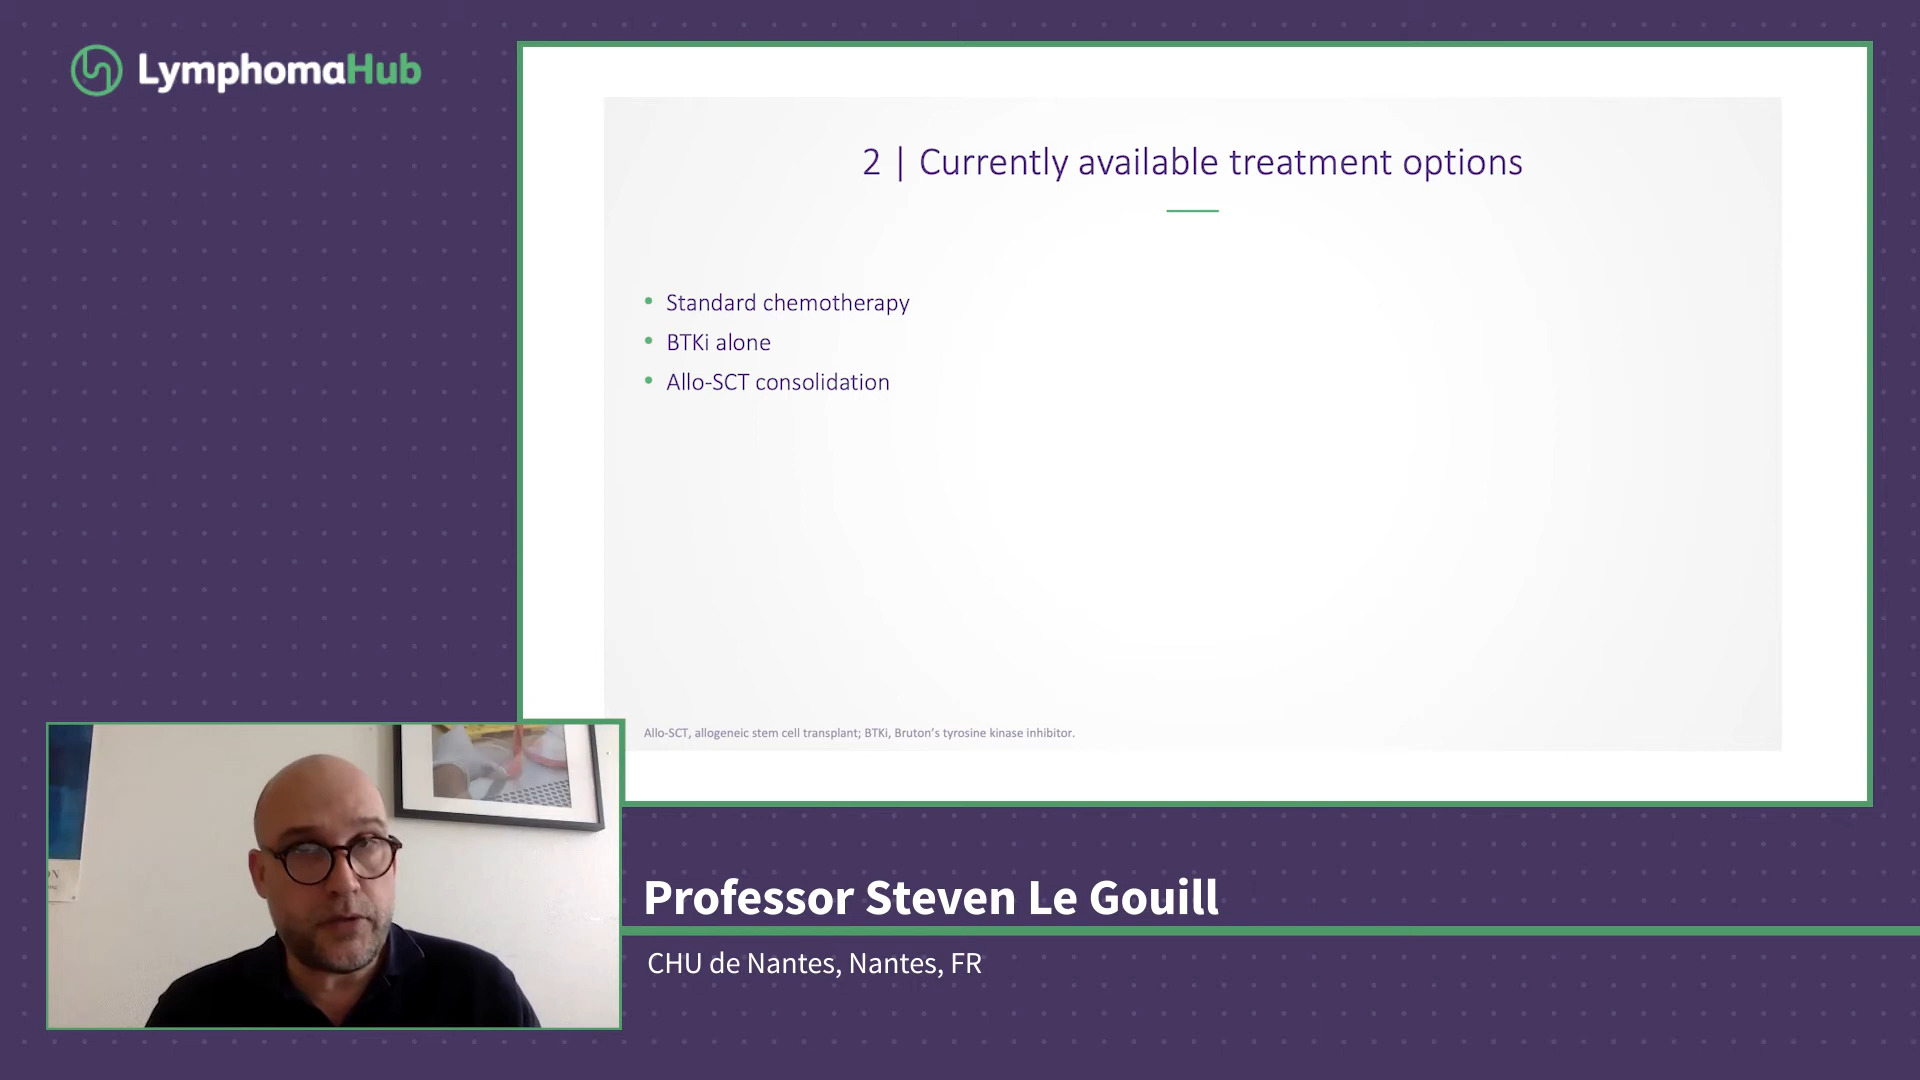 LymphomaHub
2 | Currently available treatment options
• Standard chemotherapy
• BTKi alone
• Allo-SCT consolidation
Allo-SCT, allogeneic stem cell transplant; BTKi, Bruton's tyrosine kinase inhibitor.
Professor Steven Le Gouill
CHU de Nantes, Nantes, FR